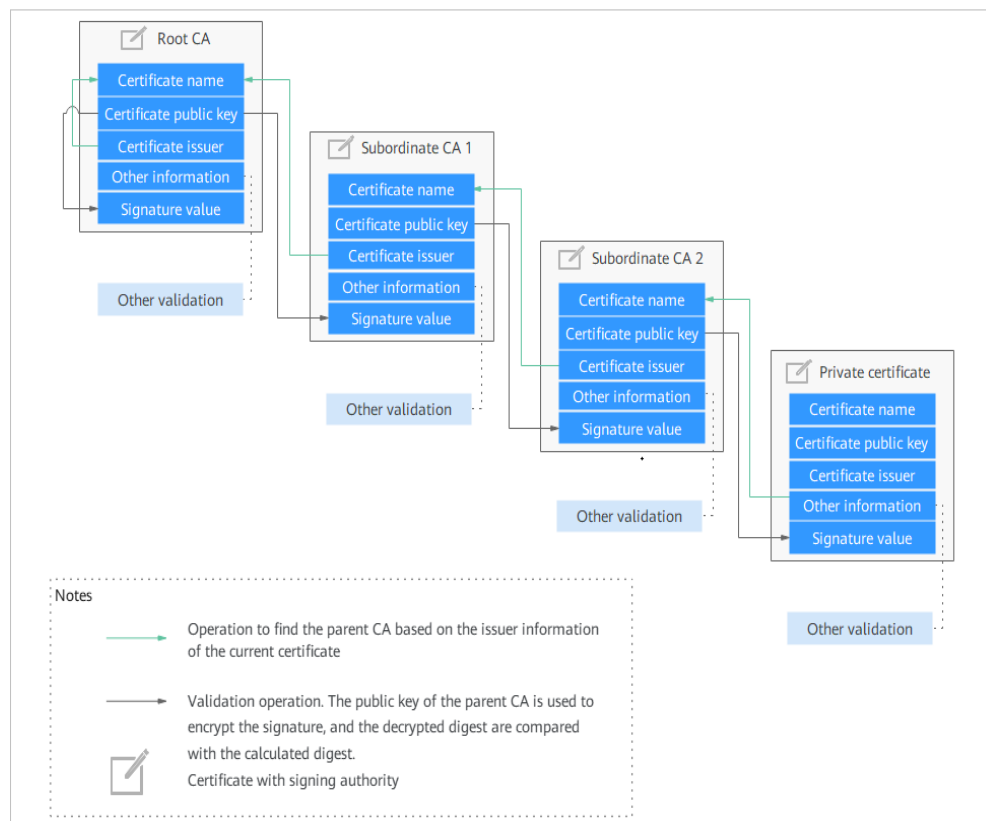 Root CA
Certificate name
Certificate public key
Certificate issuer
Other information
Signature value
Other validation
Subordinate CA 1
Certificate name
Certificate public key
Certificate issuer
Other information
Signature value
Other validation
Subordinate CA 2
Certificate name
Certificate public key
Certificate issuer
Other information
Signature value
Other validation
Private certificate
Certificate name
Certificate public key
Certificate issuer
Other information
Signature value
Other validation
Notes
Operation to find the parent CA based on the issuer information
of the current certificate
Validation operation. The public key of the parent CA is used to
encrypt the signature, and the decrypted digest are compared
with the calculated digest.
Certificate with signing authority